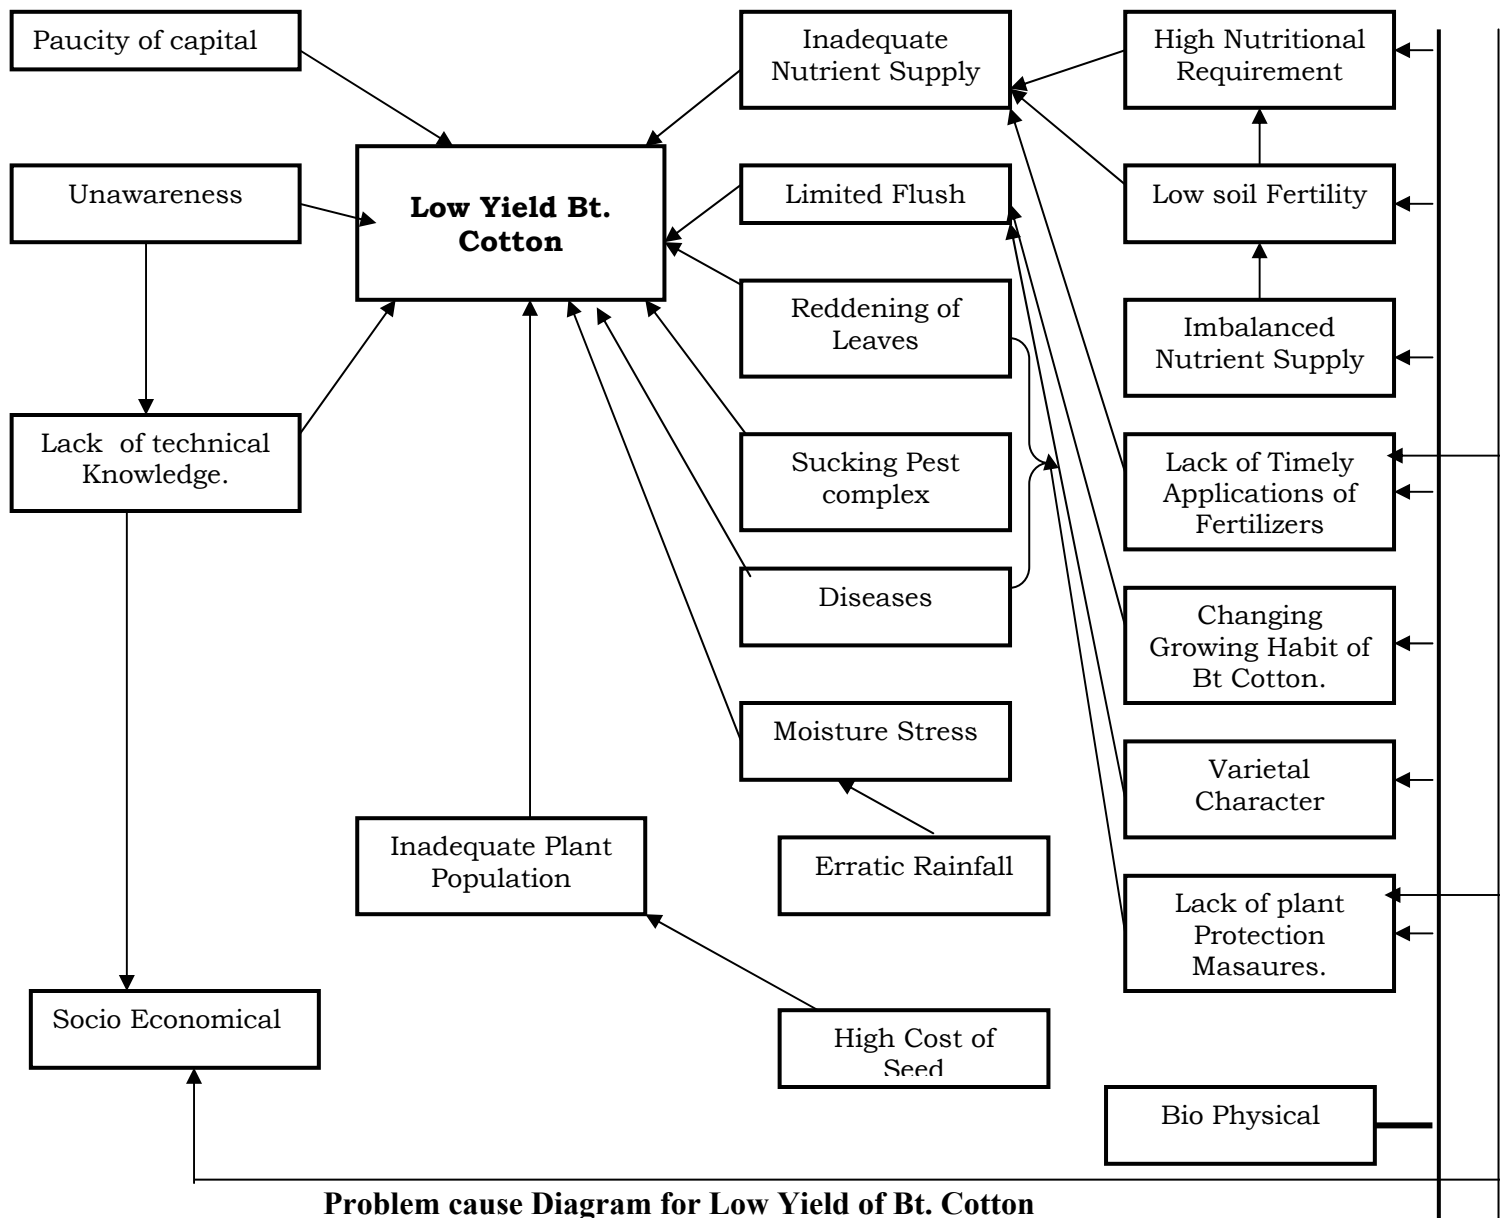 Paucity of capital
Inadequate
Nutrient Supply
High Nutritional
Requirement
Unawareness
Low Yield Bt.
Cotton
Limited Flush
Low soil Fertility
Reddening of
Leaves
Imbalanced
Nutrient Supply
Lack of technical
Knowledge.
Sucking Pest
complex
Lack of Timely
Applications of
Fertilizers
Diseases
Changing
Growing Habit of
Bt Cotton.
Moisture Stress
Varietal
Character
Inadequate Plant
Population
Erratic Rainfall
Lack of plant
Protection
Masaures.
Socio Economical
High Cost of
Seed
Bio Physical
Problem cause Diagram for Low Yield of Bt. Cotton